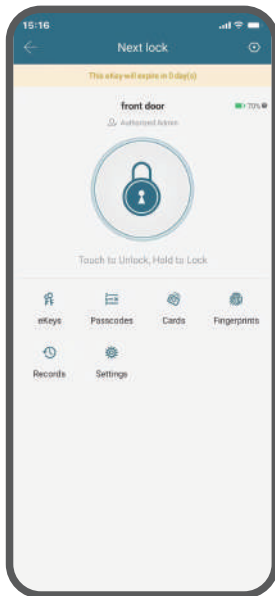 15:16
Next lock
This eKey will expire in 0 day(s)
front door
70%
Authorized Admin
Touch to Unlock, Hold to Lock
eKeys Passcodes Cards Fingerprints
Records Settings